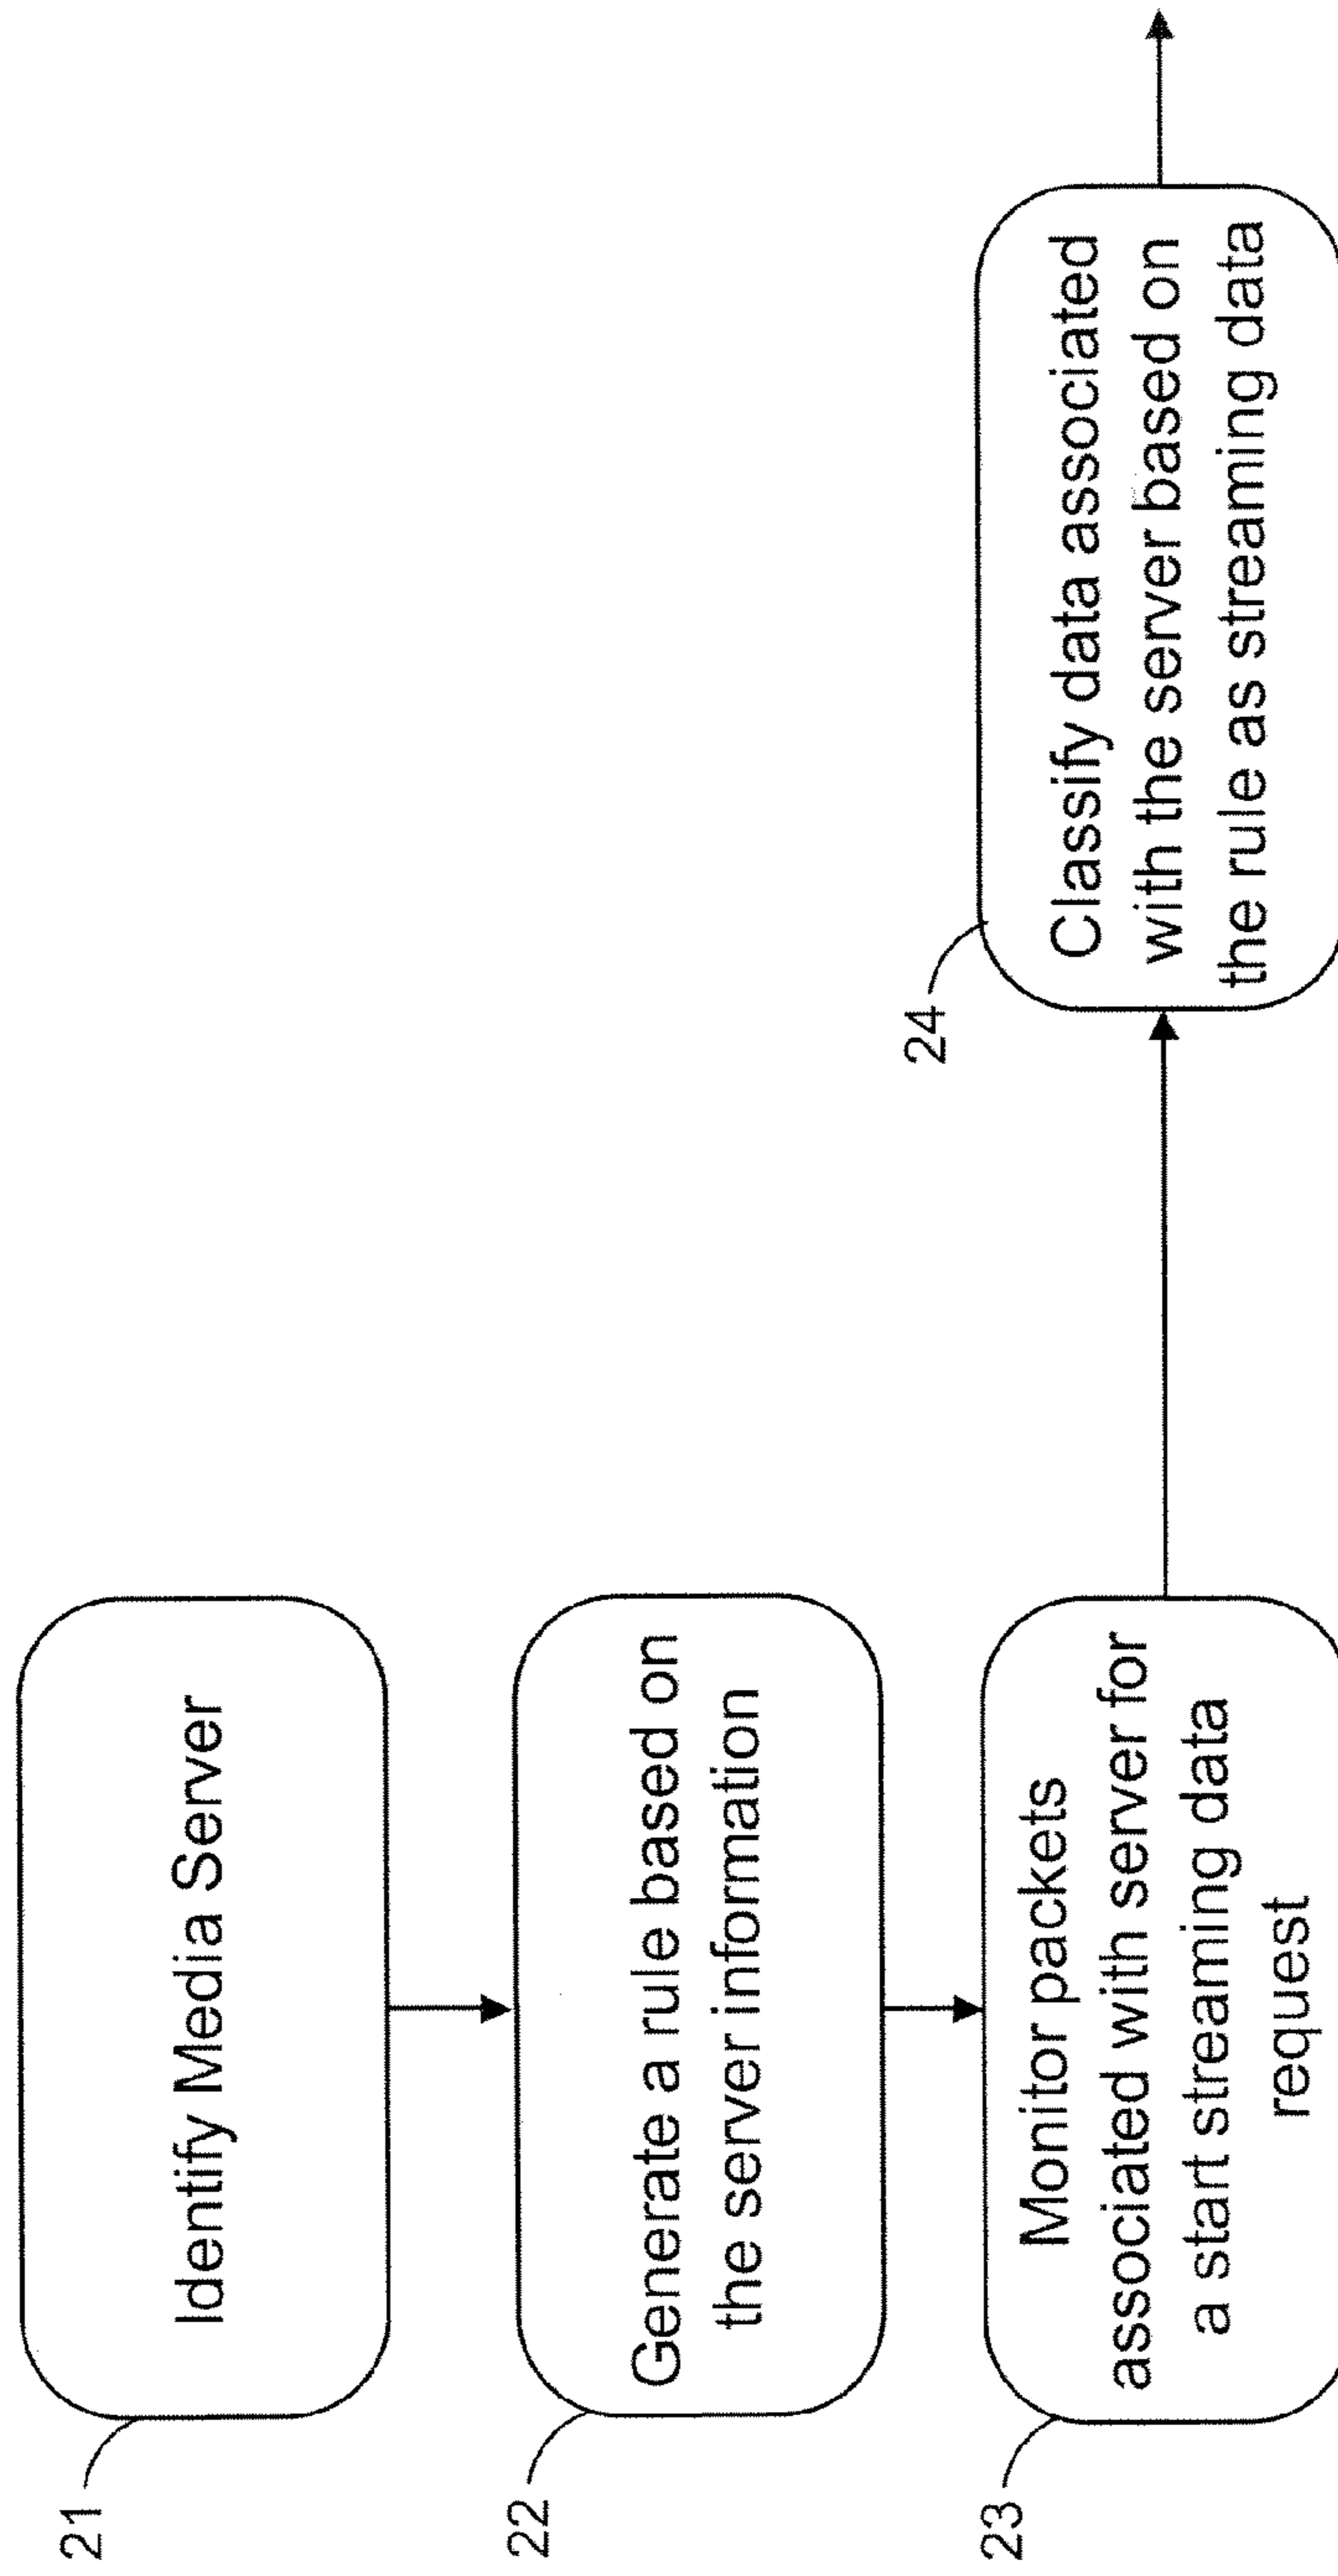 21
Identify Media Server
22
Generate a rule based on
the server information
23
Monitor packets
associated with server for
a start streaming data
request
24
Classify data associated
with the server based on
the rule as streaming data